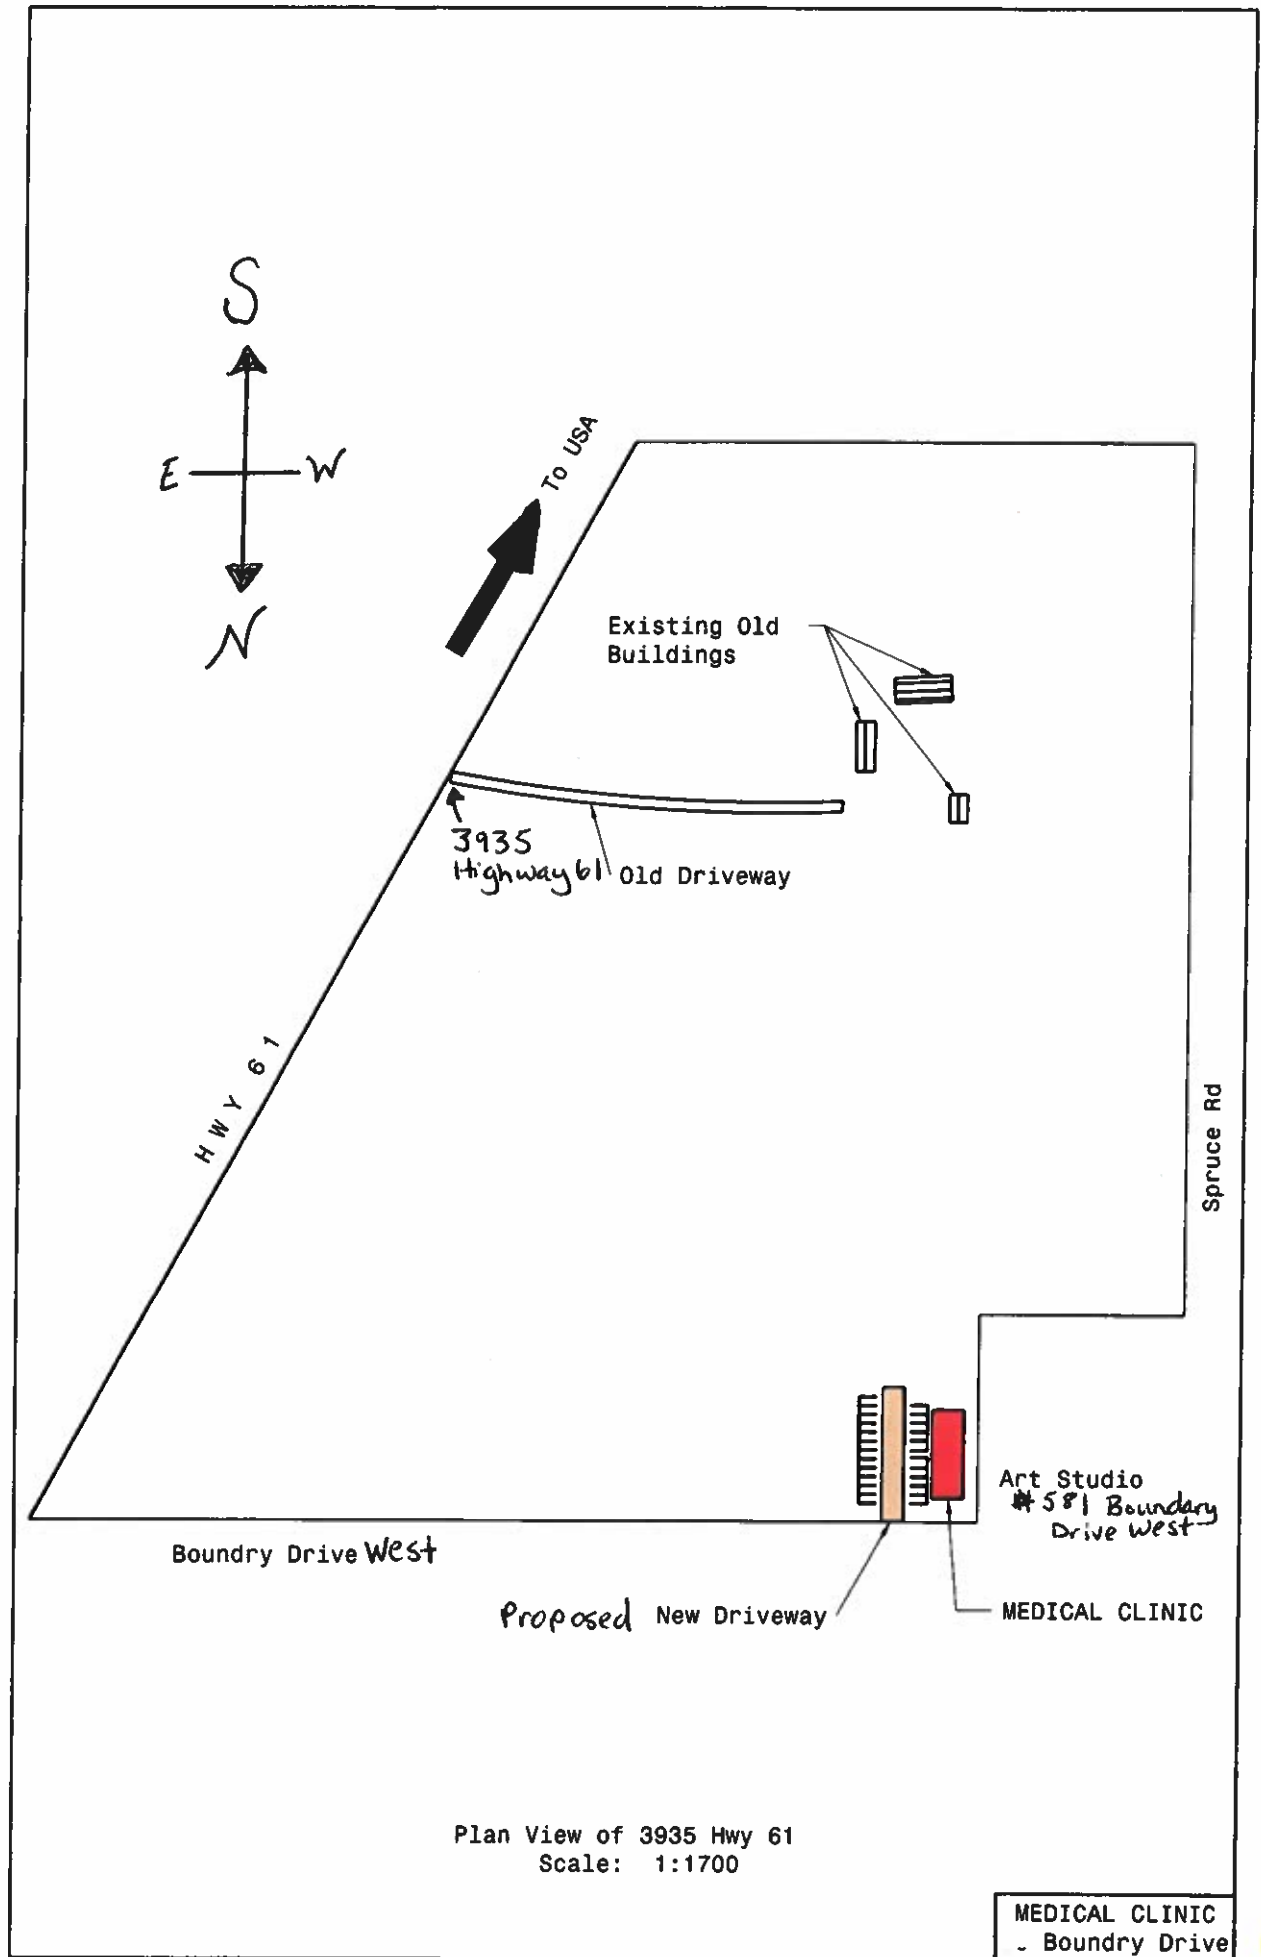 S
E W
N
To USA
Existing Old
Buildings
3935
Highway 61
Old Driveway
HWY 61
Spruce Rd
Art Studio
#581 Boundary
Drive West
Boundry Drive West
Proposed New Driveway
MEDICAL CLINIC
Plan View of 3935 Hwy 61
Scale: 1:1700
MEDICAL CLINIC
Boundry Drive